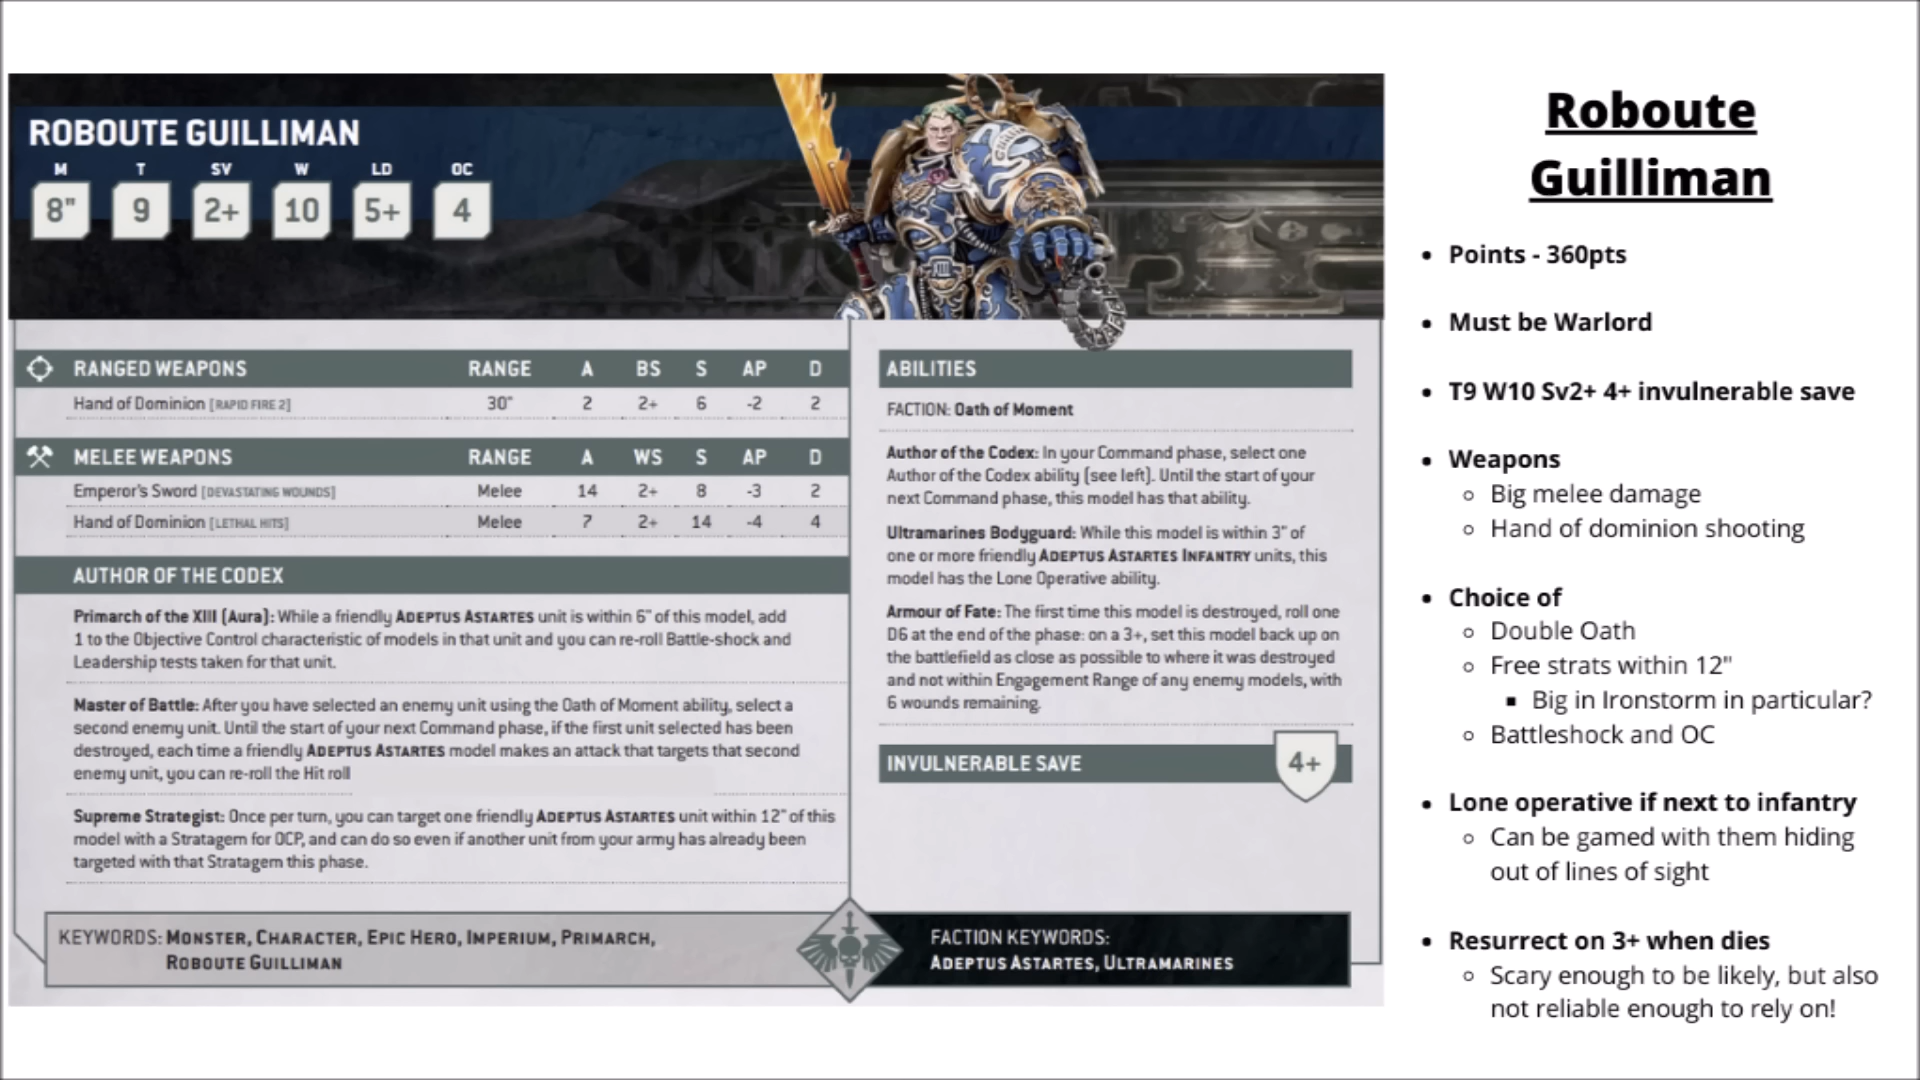 ROBOUTE GUILLIMAN
M T SV W LD OC
8" 9 2+ 10 5+ 4
RANGED WEAPONS RANGE A BS S AP D
Hand of Dominion [RAPID FIRE 2] 30" 2 2+ 6 -2 2
MELEE WEAPONS RANGE A WS S AP D
Emperor's Sword [DEVASTATING WOUNDS] Melee 14 2+ 8 -3 2
Hand of Dominion [LETHAL HITS] Melee 7 2+ 14 -4 4
AUTHOR OF THE CODEX
Primarch of the XIII (Aura): While a friendly ADEPTUS ASTARTES unit is within 6" of this model, add
1 to the Objective Control characteristic of models in that unit and you can re-roll Battle-shock and
Leadership tests taken for that unit.
Master of Battle: After you have selected an enemy unit using the Oath of Moment ability, select a
second enemy unit. Until the start of your next Command phase, if the first unit selected has been
destroyed, each time a friendly ADEPTUS ASTARTES model makes an attack that targets that second
enemy unit, you can re-roll the Hit roll
Supreme Strategist: Once per turn, you can target one friendly ADEPTUS ASTARTES unit within 12" of this
model with a Stratagem for 0CP, and can do so even if another unit from your army has already been
targeted with that Stratagem this phase.
ABILITIES
FACTION: Oath of Moment
Author of the Codex: In your Command phase, select one
Author of the Codex ability (see left). Until the start of your
next Command phase, this model has that ability.
Ultramarines Bodyguard: While this model is within 3" of
one or more friendly ADEPTUS ASTARTES INFANTRY units, this
model has the Lone Operative ability.
Armour of Fate: The first time this model is destroyed, roll one
D6 at the end of the phase: on a 3+, set this model back up on
the battlefield as close as possible to where it was destroyed
and not within Engagement Range of any enemy models, with
6 wounds remaining.
INVULNERABLE SAVE 4+
KEYWORDS: MONSTER, CHARACTER, EPIC HERO, IMPERIUM, PRIMARCH,
ROBOUTE GUILLIMAN
FACTION KEYWORDS:
ADEPTUS ASTARTES, ULTRAMARINES
Roboute
Guilliman
• Points - 360pts
• Must be Warlord
• T9 W10 Sv2+ 4+ invulnerable save
• Weapons
◦ Big melee damage
◦ Hand of dominion shooting
• Choice of
◦ Double Oath
◦ Free strats within 12"
▪ Big in Ironstorm in particular?
◦ Battleshock and OC
• Lone operative if next to infantry
◦ Can be gamed with them hiding
out of lines of sight
• Resurrect on 3+ when dies
◦ Scary enough to be likely, but also
not reliable enough to rely on!